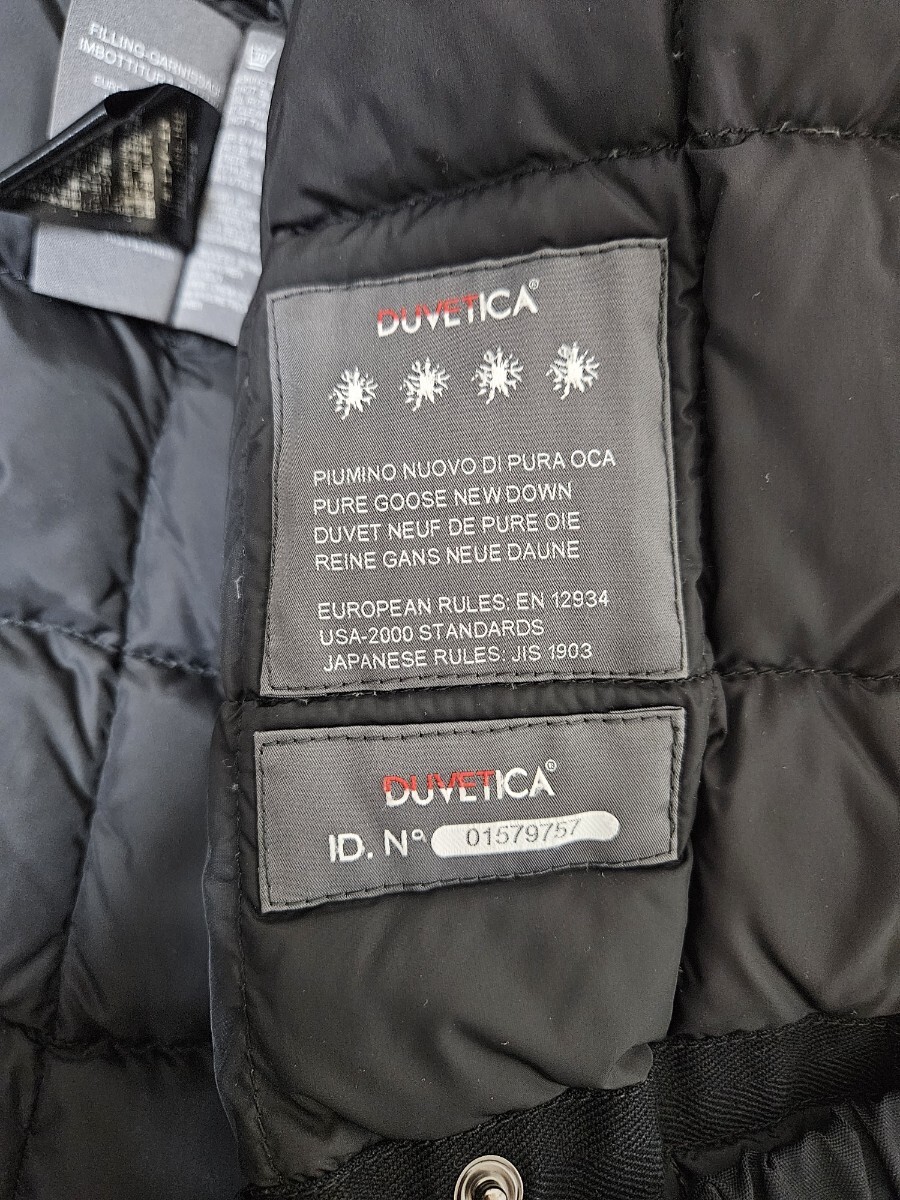 FILLING-GARNISSAGE
IMBOTTITURA
DUVETICA®
PIUMINO NUOVO DI PURA OCA
PURE GOOSE NEW DOWN
DUVET NEUF DE PURE OIE
REINE GANS NEUE DAUNE
EUROPEAN RULES: EN 12934
USA-2000 STANDARDS
JAPANESE RULES: JIS 1903
DUVETICA®
ID. Nº 01579757